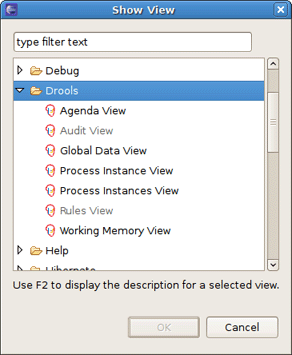 Show View
type filter text
Debug
Drools
Agenda View
Audit View
Global Data View
Process Instance View
Process Instances View
Rules View
Working Memory View
Help
Hibernate
Use F2 to display the description for a selected view.
OK
Cancel